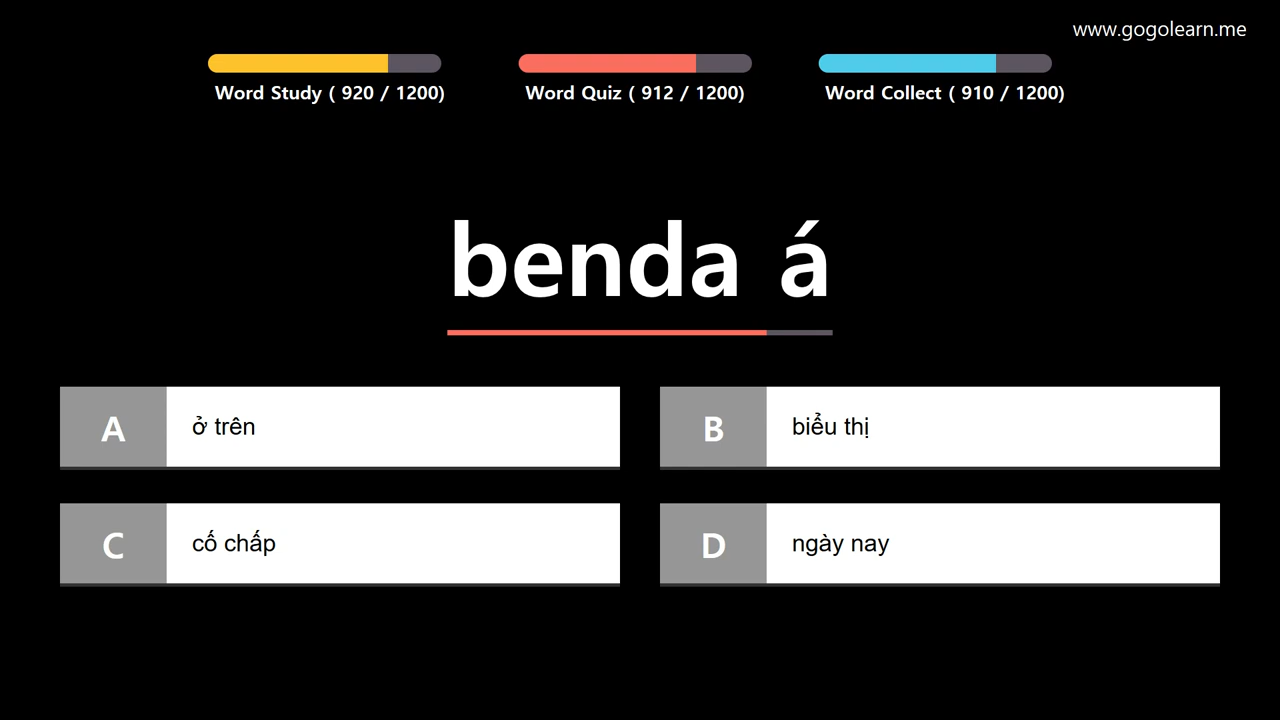 www.gogolearn.me
Word Study ( 920 / 1200)
Word Quiz ( 912 / 1200)
Word Collect ( 910 / 1200)
benda á
A
ở trên
B
biểu thị
C
cố chấp
D
ngày nay